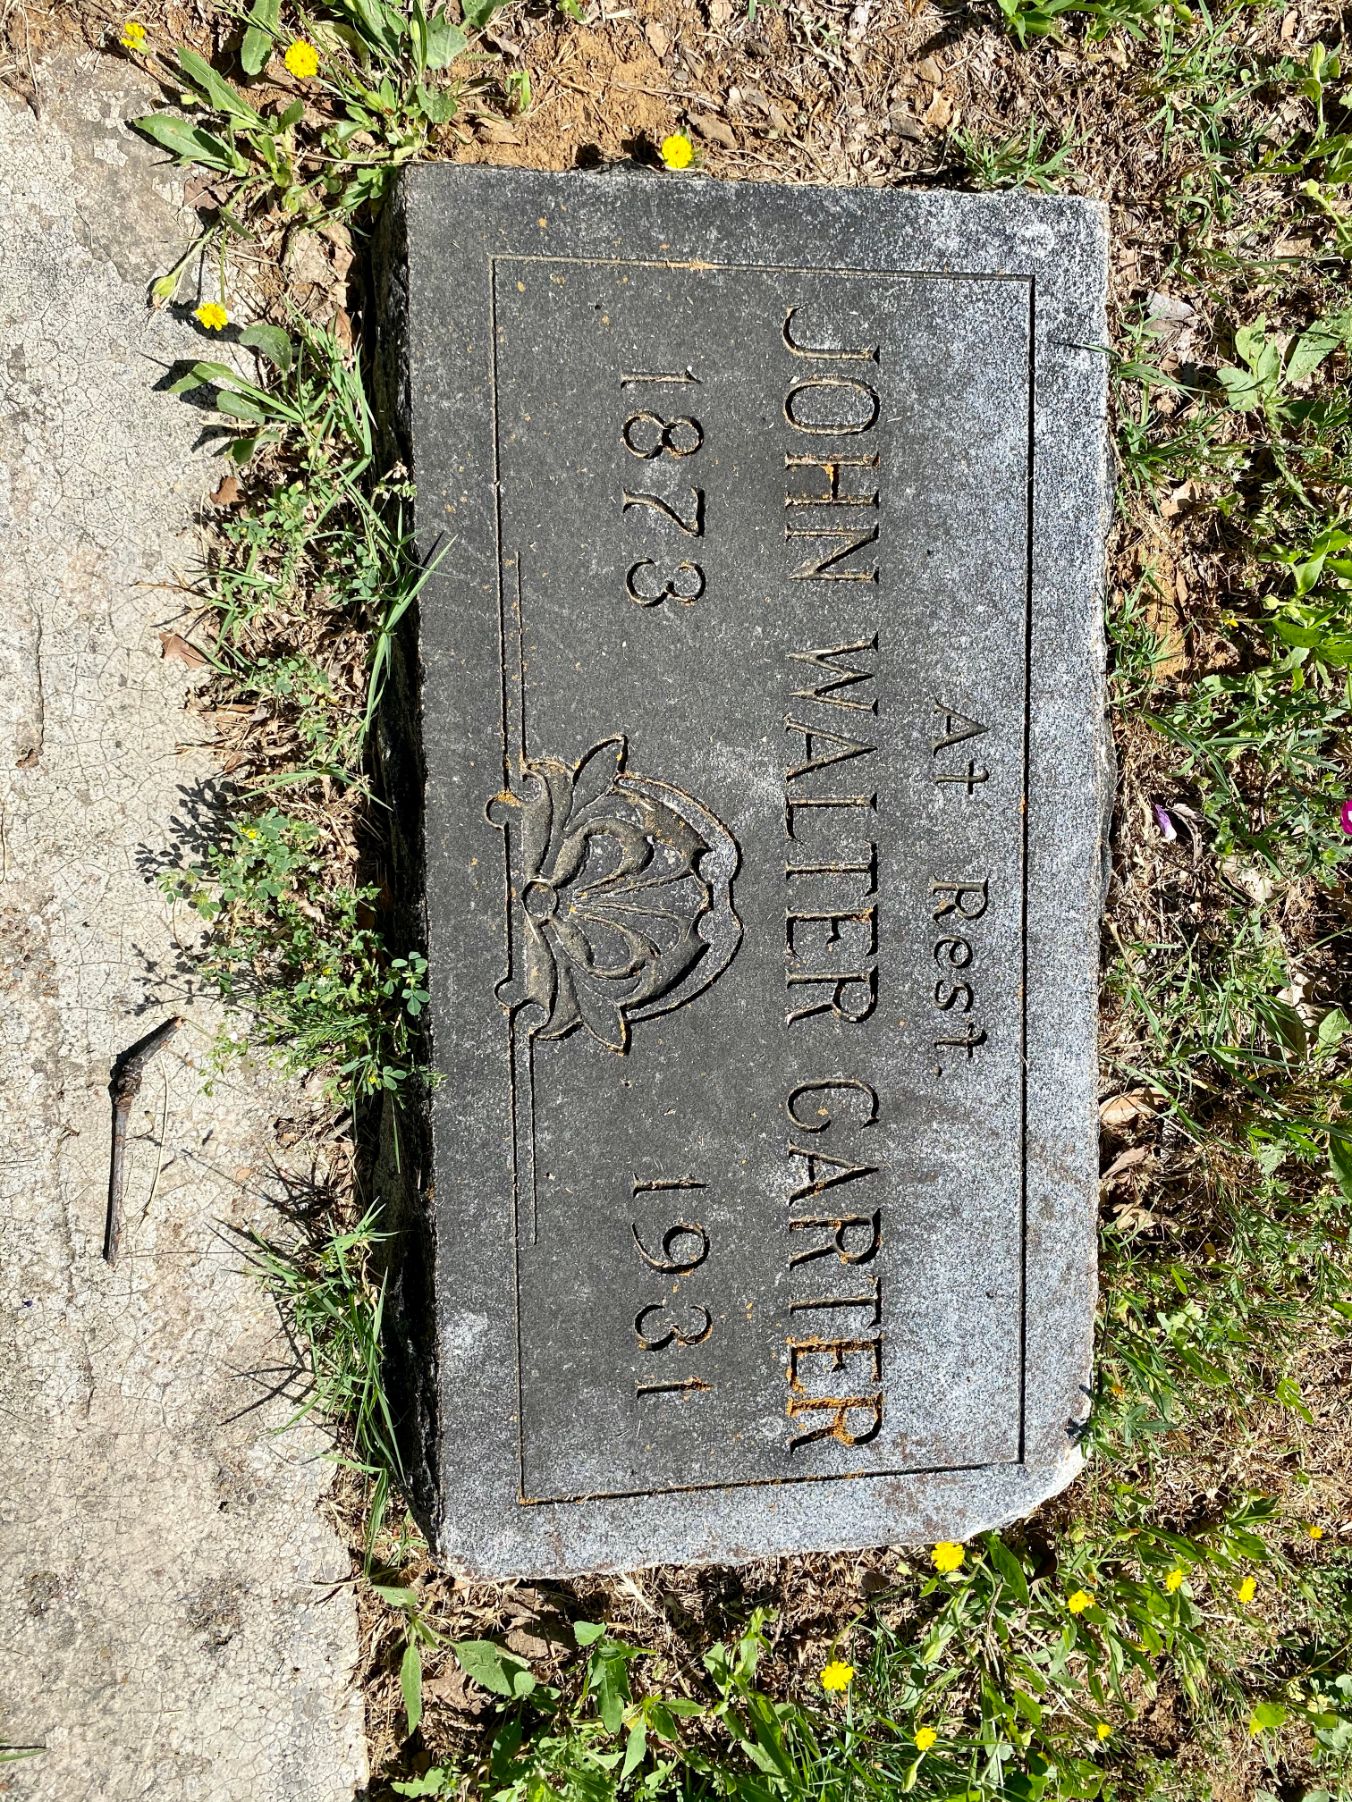 At Rest
JOHN WALTER CARTER
1873 1931